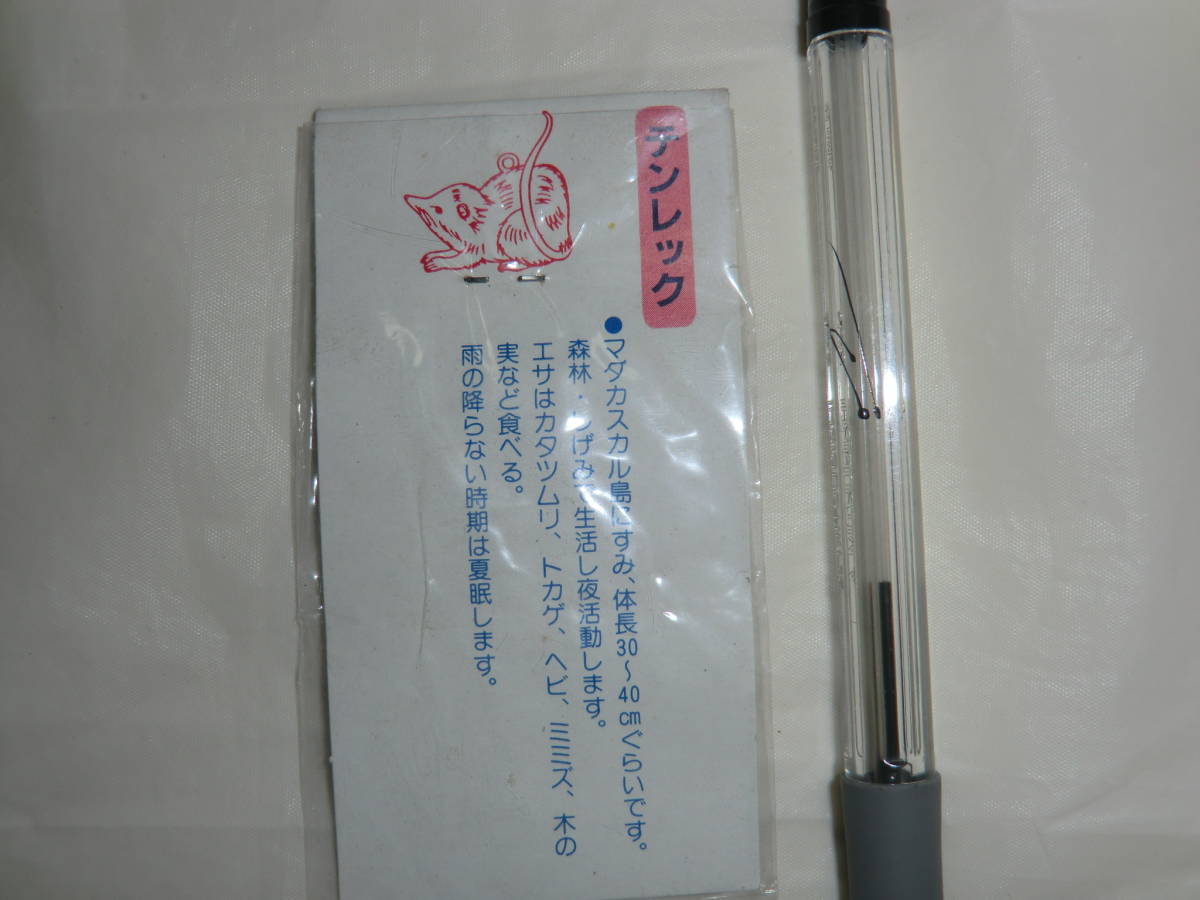 テンレック
●マダカスカル島にすみ、体長30〜40cmぐらいです。
森林・しげみで生活し夜活動します。
エサはカタツムリ、トカゲ、ヘビ、ミミズ、木の
実など食べる。
雨の降らない時期は夏眠します。